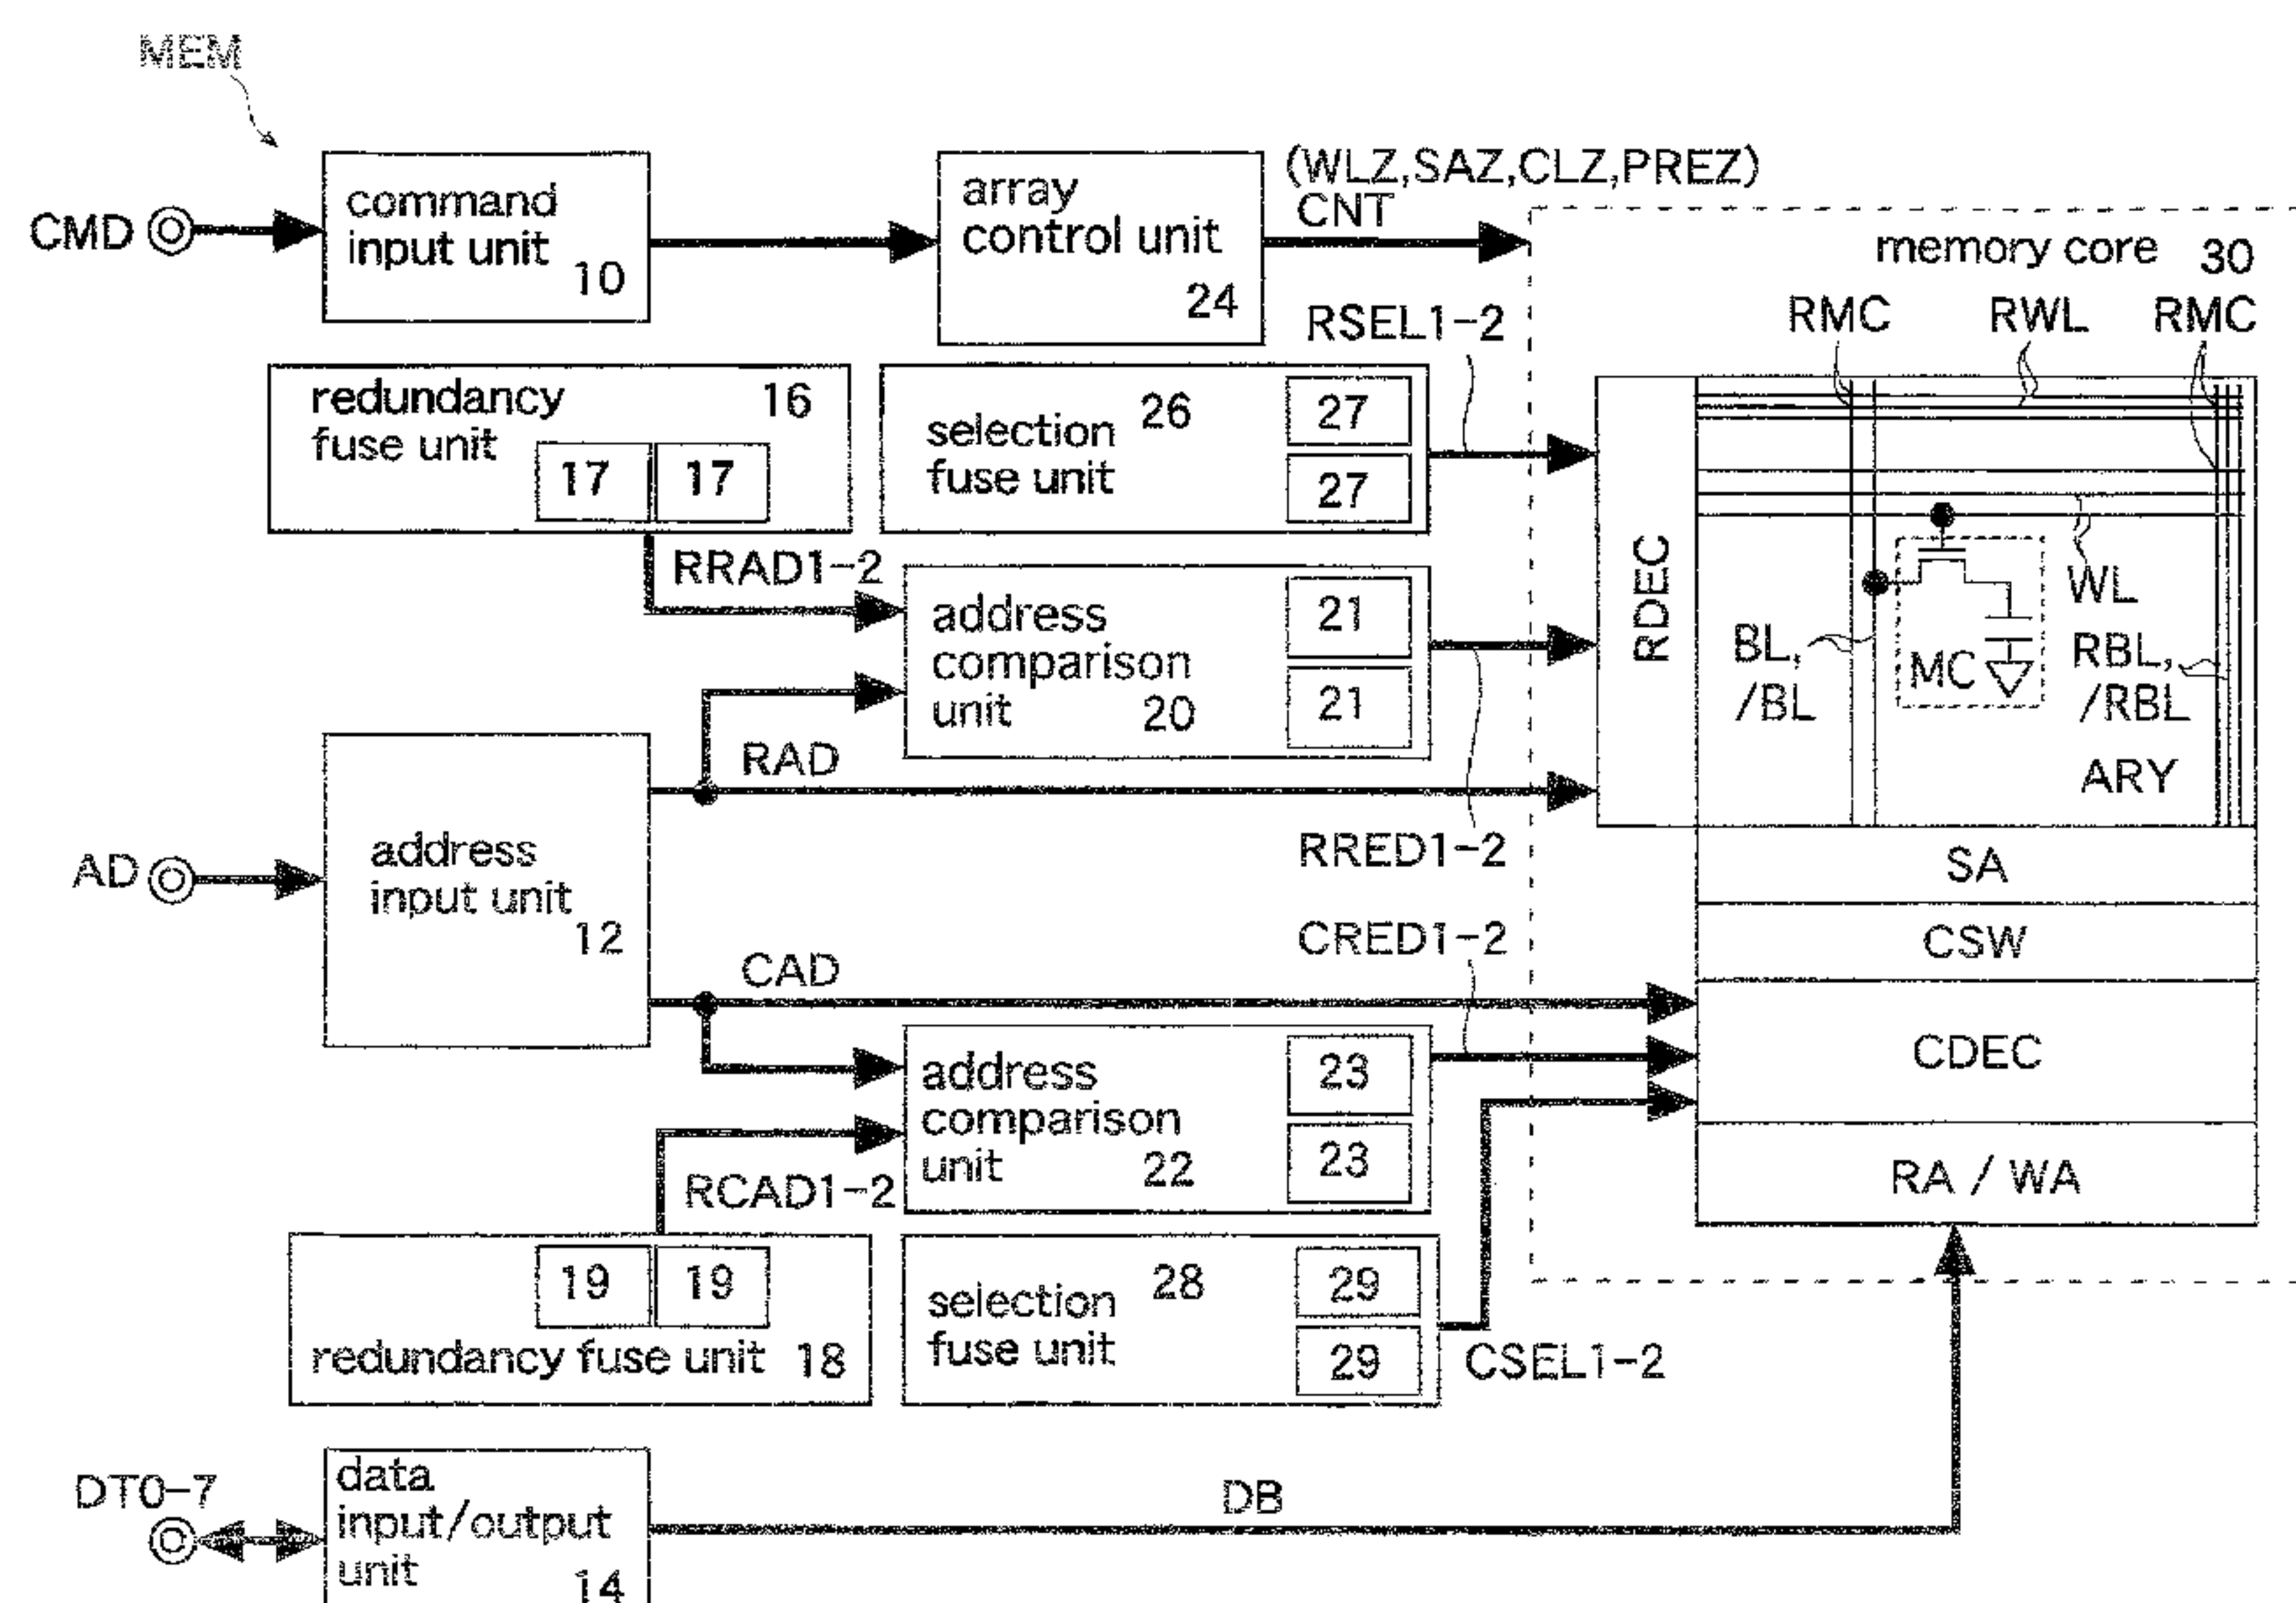 MEM
CMD
command
input unit
10
array
control unit
24
(WLZ,SAZ,CLZ,PREZ)
CNT
memory core 30
RMC RWL RMC
RSEL1-2
redundancy
fuse unit
16
17 17
selection
fuse unit
26
27
27
RRAD1-2
address
comparison
unit 20
21
21
RDEC
WL
BL,
/BL
MC
RBL,
/RBL
ARY
RAD
RRED1-2
AD
address
input unit
12
SA
CSW
CRED1-2
CAD
CDEC
address
comparison
unit 22
23
23
RCAD1-2
RA / WA
19 19
redundancy fuse unit 18
selection
fuse unit
28
29
29
CSEL1-2
DT0-7
data
input/output
unit
14
DB